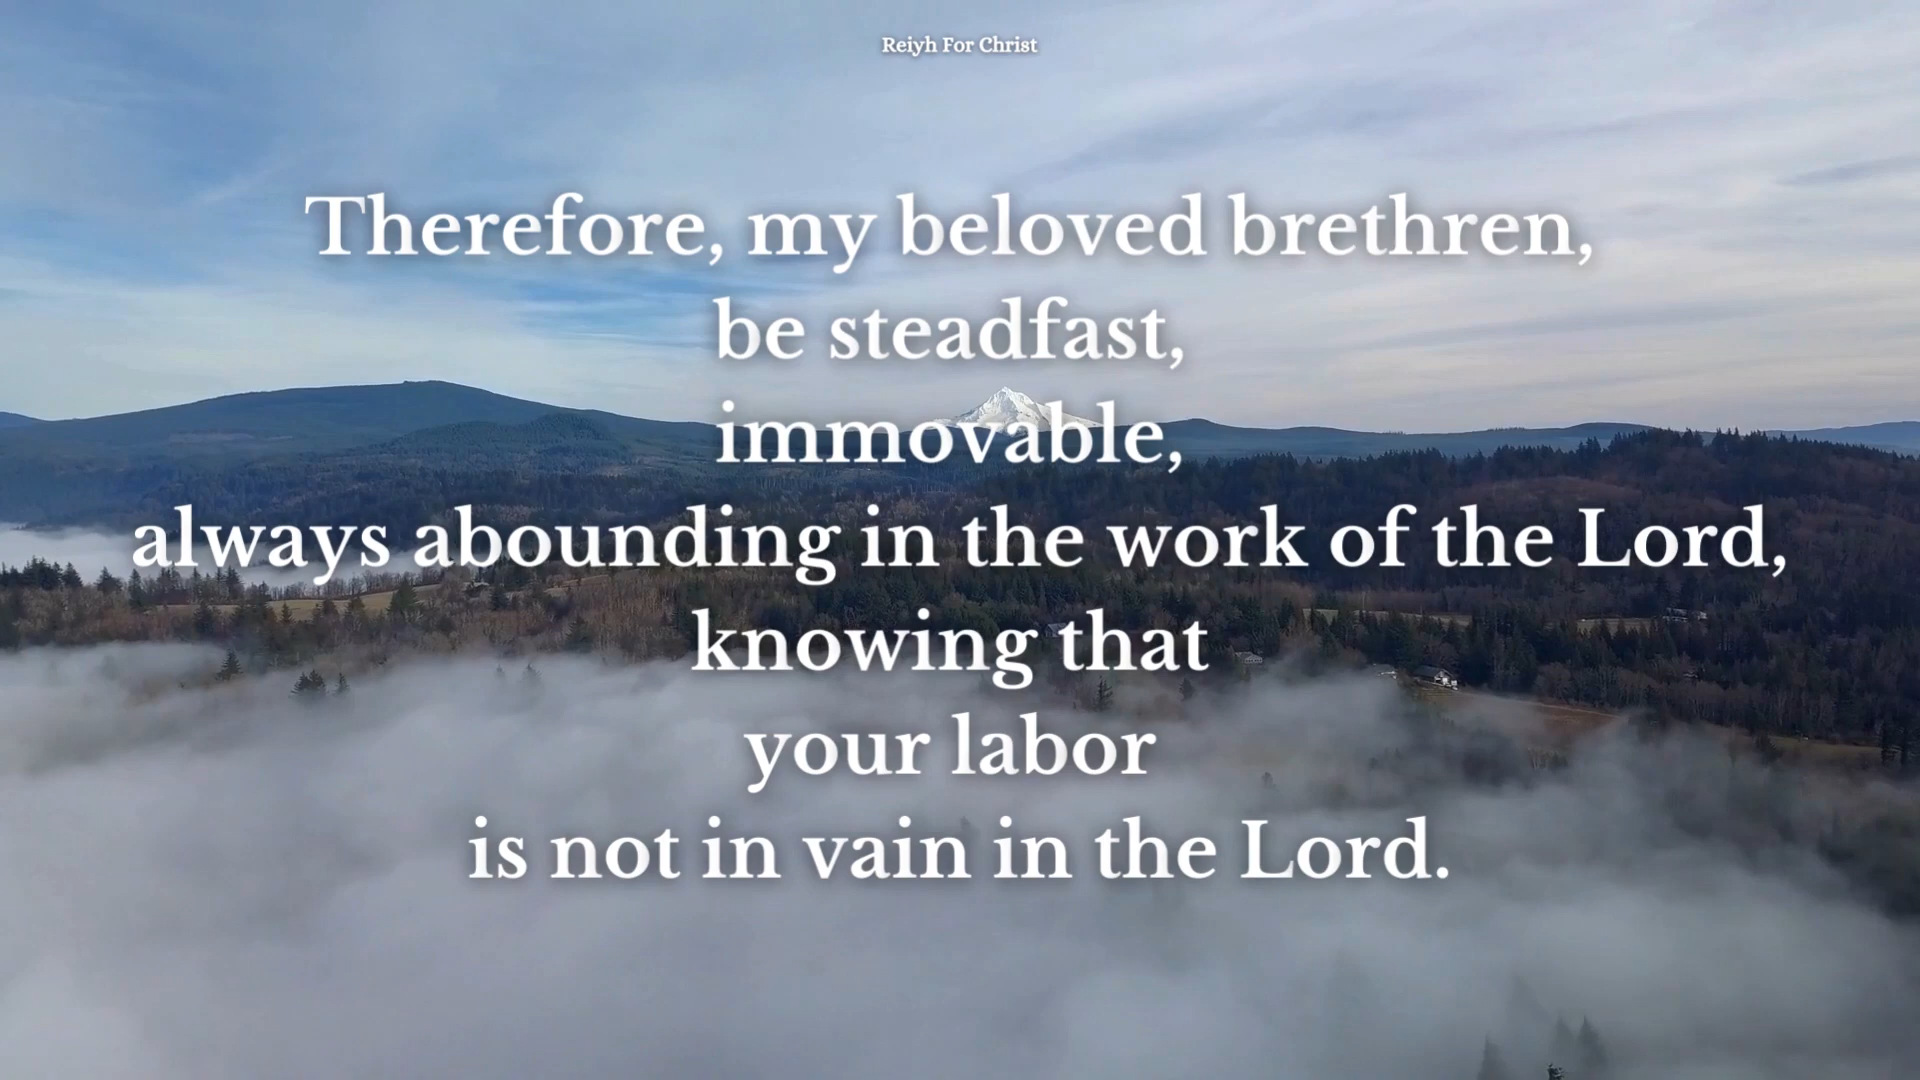 Reiyh For Christ
Therefore, my beloved brethren,
be steadfast,
immovable,
always abounding in the work of the Lord,
knowing that
your labor
is not in vain in the Lord.